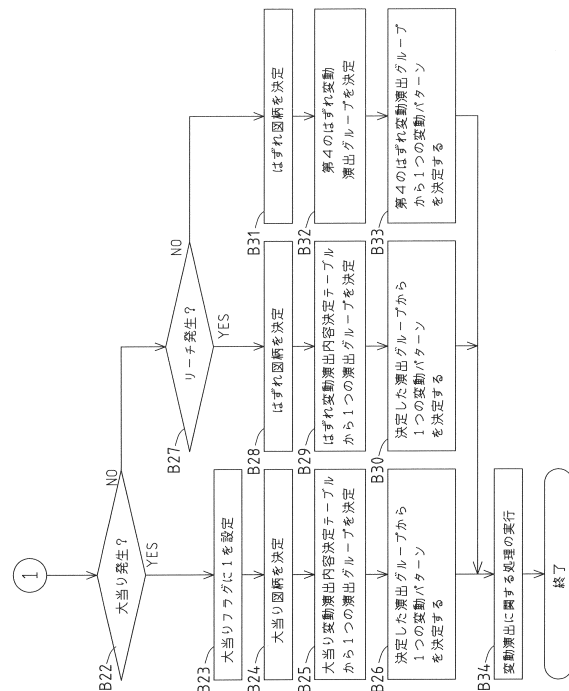 1
B22
大当り発生?
NO
YES
B23
大当りフラグに1を設定
B24
大当り図柄を決定
B25
大当り変動演出内容決定テーブル
から1つの演出グループを決定
B26
決定した演出グループから
1つの変動パターン
を決定する
B27
リーチ発生?
NO
YES
B28
はずれ図柄を決定
B29
はずれ変動演出内容決定テーブル
から1つの演出グループを決定
B30
決定した演出グループから
1つの変動パターン
を決定する
B31
はずれ図柄を決定
B32
第4のはずれ変動
演出グループを決定
B33
第4のはずれ変動演出グループ
から1つの変動パターン
を決定する
B34
変動演出に関する処理の実行
終了